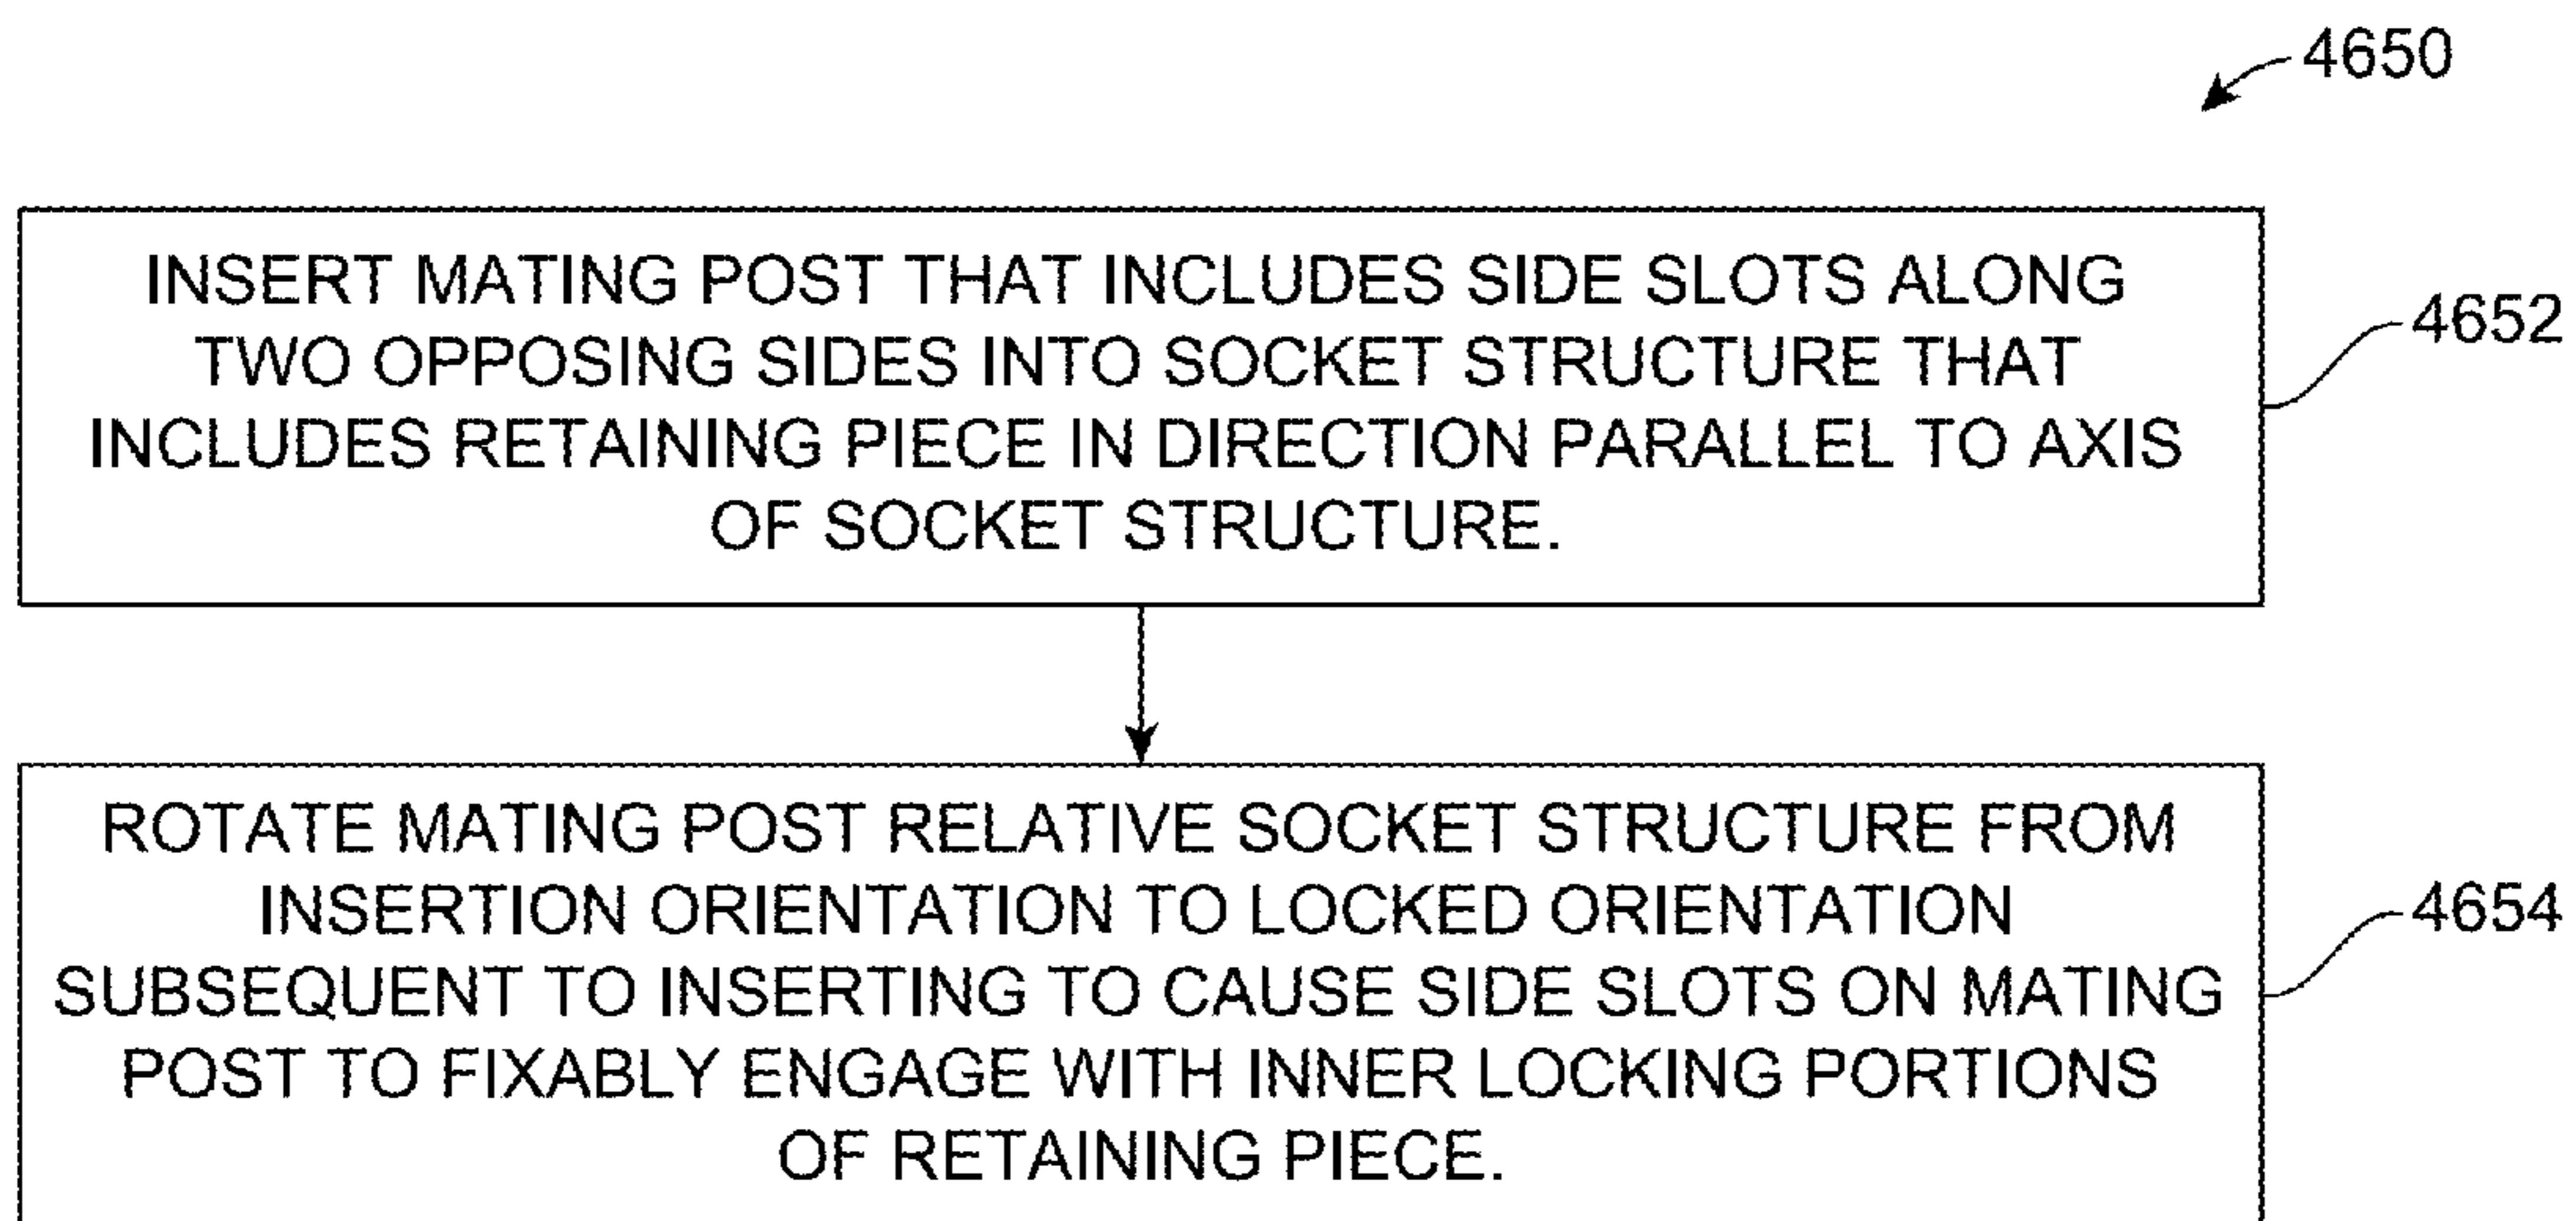 4650
INSERT MATING POST THAT INCLUDES SIDE SLOTS ALONG
TWO OPPOSING SIDES INTO SOCKET STRUCTURE THAT
INCLUDES RETAINING PIECE IN DIRECTION PARALLEL TO AXIS
OF SOCKET STRUCTURE.
4652
ROTATE MATING POST RELATIVE SOCKET STRUCTURE FROM
INSERTION ORIENTATION TO LOCKED ORIENTATION
SUBSEQUENT TO INSERTING TO CAUSE SIDE SLOTS ON MATING
POST TO FIXABLY ENGAGE WITH INNER LOCKING PORTIONS
OF RETAINING PIECE.
4654